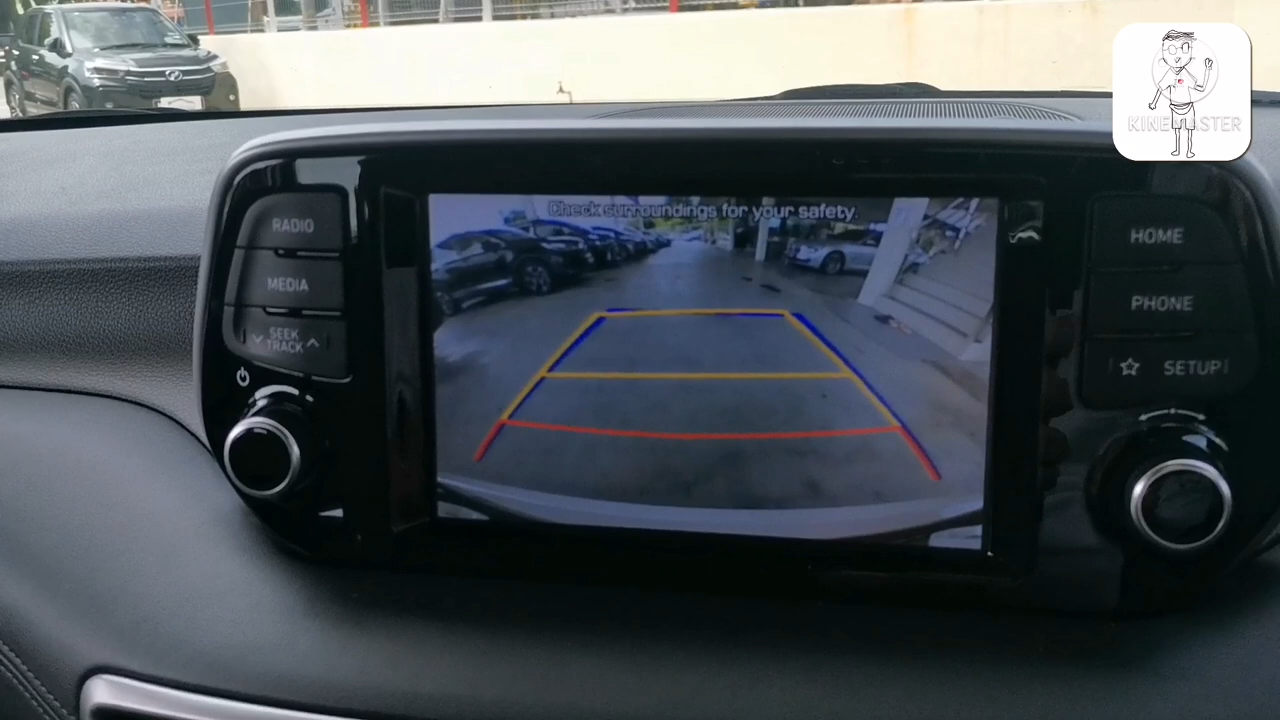 KINEMASTER
Check surroundings for your safety.
RADIO
HOME
MEDIA
PHONE
SEEK
TRACK
SETUP